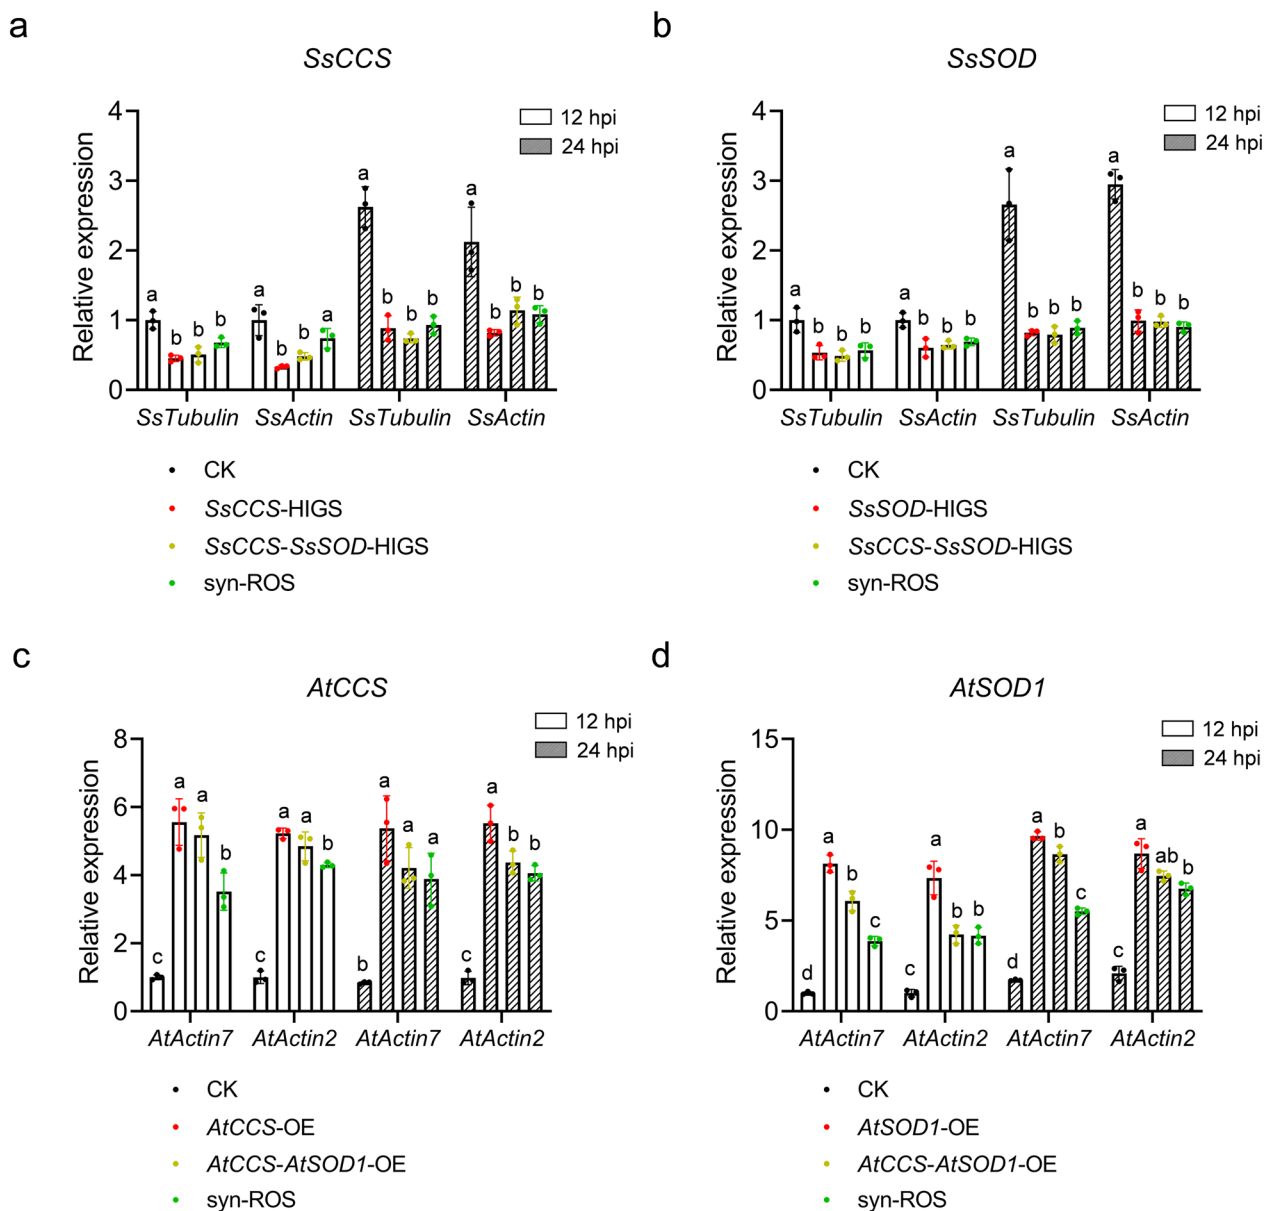 a
SsCCS
4
3
2
1
0
Relative expression
12 hpi
24 hpi
a b b b
a b b a
a b b b
a b b b
SsTubulin SsActin SsTubulin SsActin
CK
SsCCS-HIGS
SsCCS-SsSOD-HIGS
syn-ROS
b
SsSOD
4
3
2
1
0
Relative expression
12 hpi
24 hpi
a b b b
a b b b
a b b b
a b b b
SsTubulin SsActin SsTubulin SsActin
CK
SsSOD-HIGS
SsCCS-SsSOD-HIGS
syn-ROS
c
AtCCS
8
6
4
2
0
Relative expression
12 hpi
24 hpi
c a a b
c a a b
b a a a
c a b b
AtActin7 AtActin2 AtActin7 AtActin2
CK
AtCCS-OE
AtCCS-AtSOD1-OE
syn-ROS
d
AtSOD1
15
10
5
0
Relative expression
12 hpi
24 hpi
d a b c
c a b b
d a b c
c a ab b
AtActin7 AtActin2 AtActin7 AtActin2
CK
AtSOD1-OE
AtCCS-AtSOD1-OE
syn-ROS